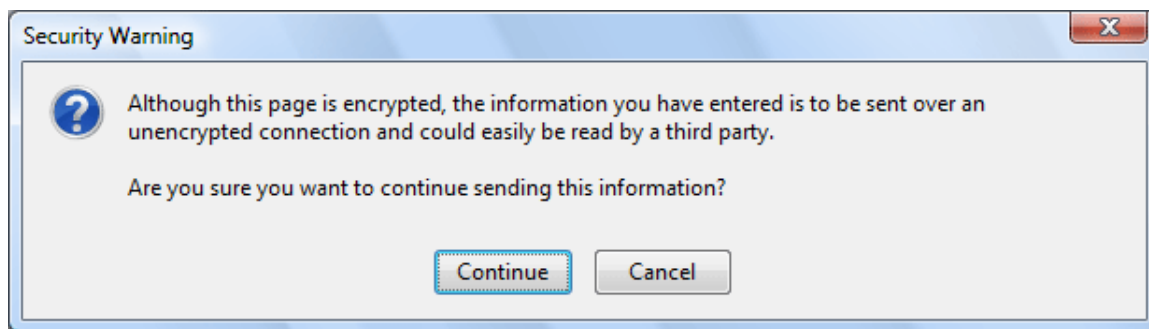 Security Warning
Although this page is encrypted, the information you have entered is to be sent over an
unencrypted connection and could easily be read by a third party.
Are you sure you want to continue sending this information?
Continue Cancel